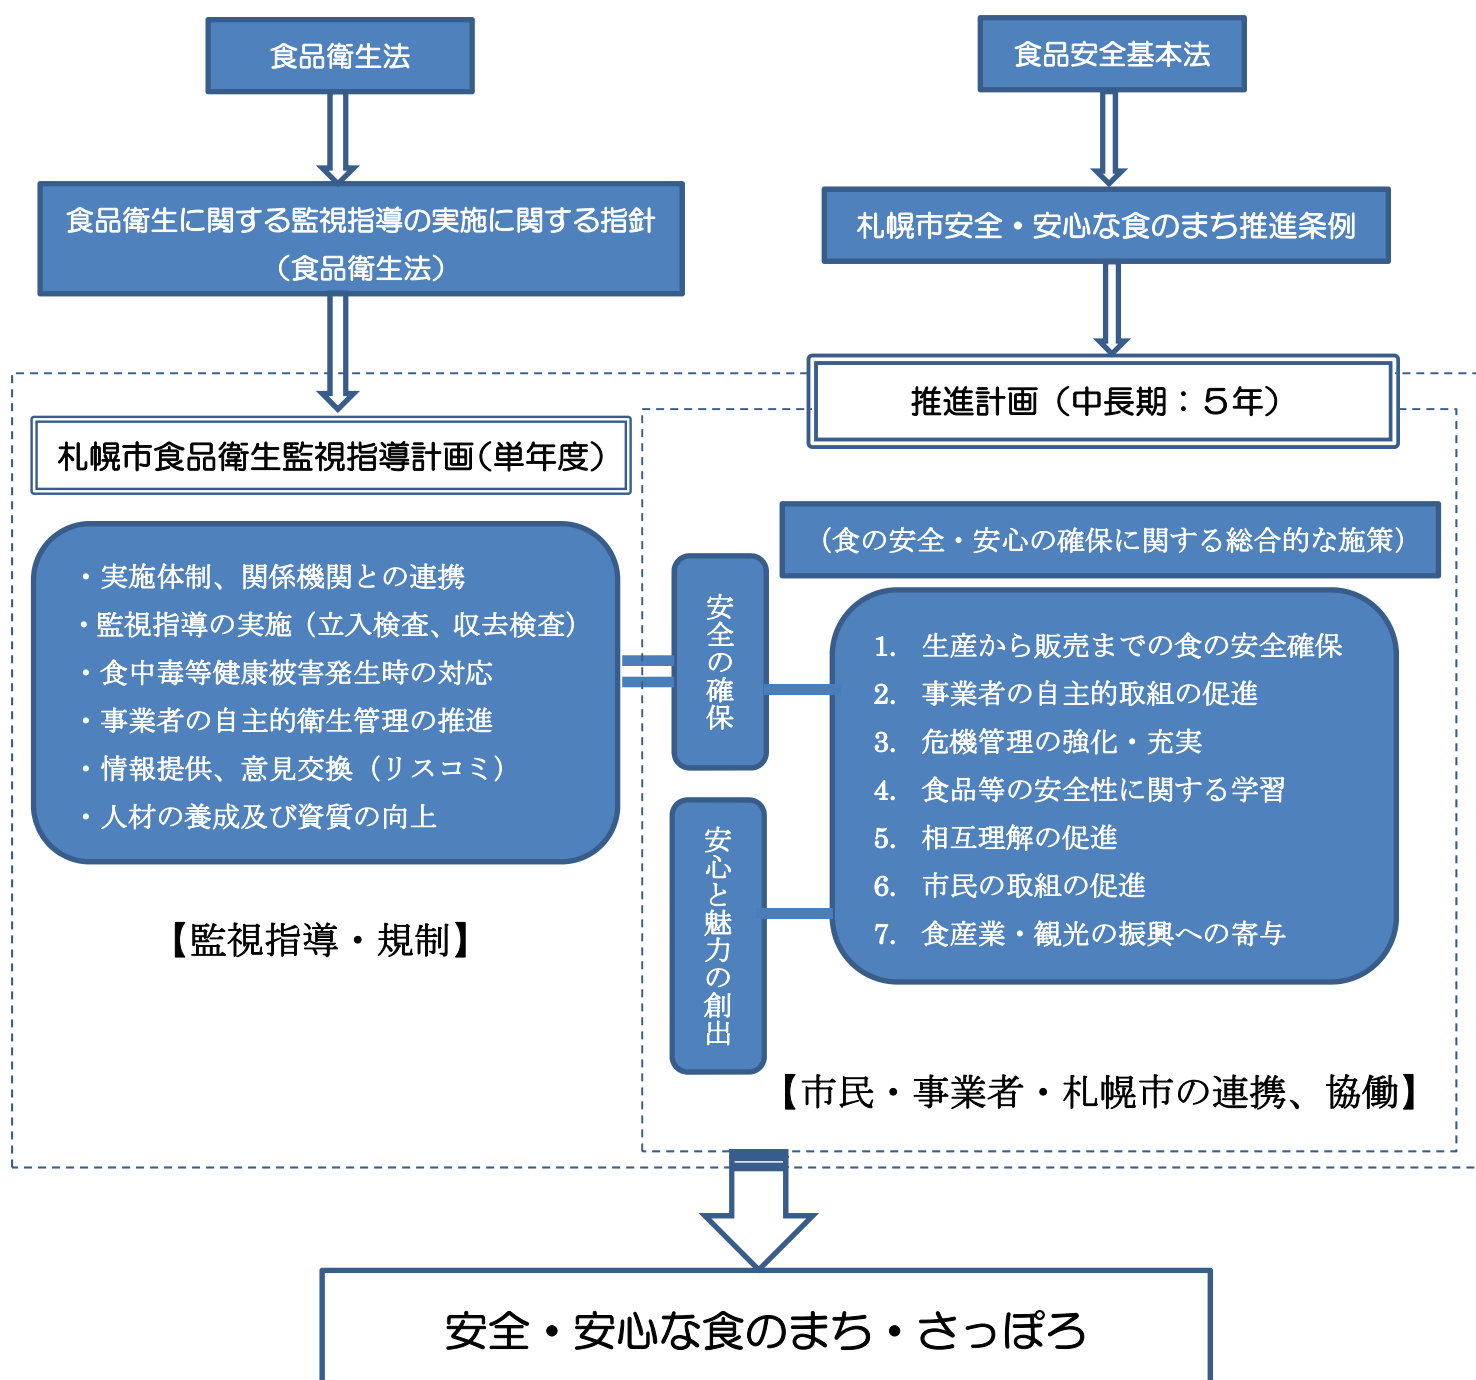 食品衛生法
食品衛生に関する監視指導の実施に関する指針
（食品衛生法）
札幌市食品衛生監視指導計画（単年度）
・実施体制、関係機関との連携
・監視指導の実施（立入検査、収去検査）
・食中毒等健康被害発生時の対応
・事業者の自主的衛生管理の推進
・情報提供、意見交換（リスコミ）
・人材の養成及び資質の向上
【監視指導・規制】
食品安全基本法
札幌市安全・安心な食のまち推進条例
推進計画（中長期：５年）
（食の安全・安心の確保に関する総合的な施策）
安全の確保
安心と魅力の創出
1. 生産から販売までの食の安全確保
2. 事業者の自主的取組の促進
3. 危機管理の強化・充実
4. 食品等の安全性に関する学習
5. 相互理解の促進
6. 市民の取組の促進
7. 食産業・観光の振興への寄与
【市民・事業者・札幌市の連携、協働】
安全・安心な食のまち・さっぽろ